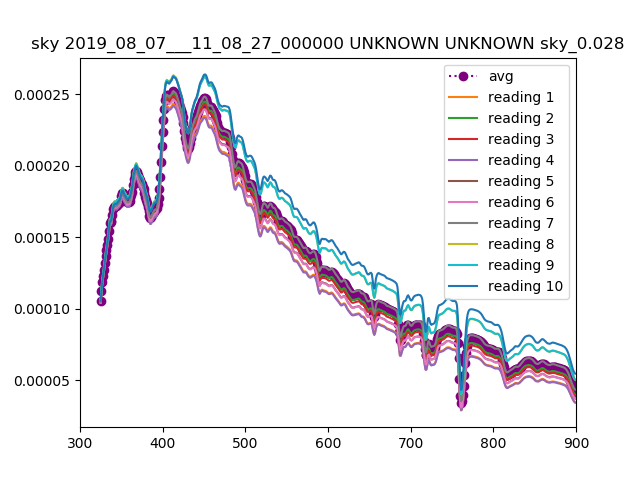 sky 2019_08_07___11_08_27_000000 UNKNOWN UNKNOWN sky_0.028
avg
reading 1
reading 2
reading 3
reading 4
reading 5
reading 6
reading 7
reading 8
reading 9
reading 10
0.00025
0.00020
0.00015
0.00010
0.00005
300 400 500 600 700 800 900